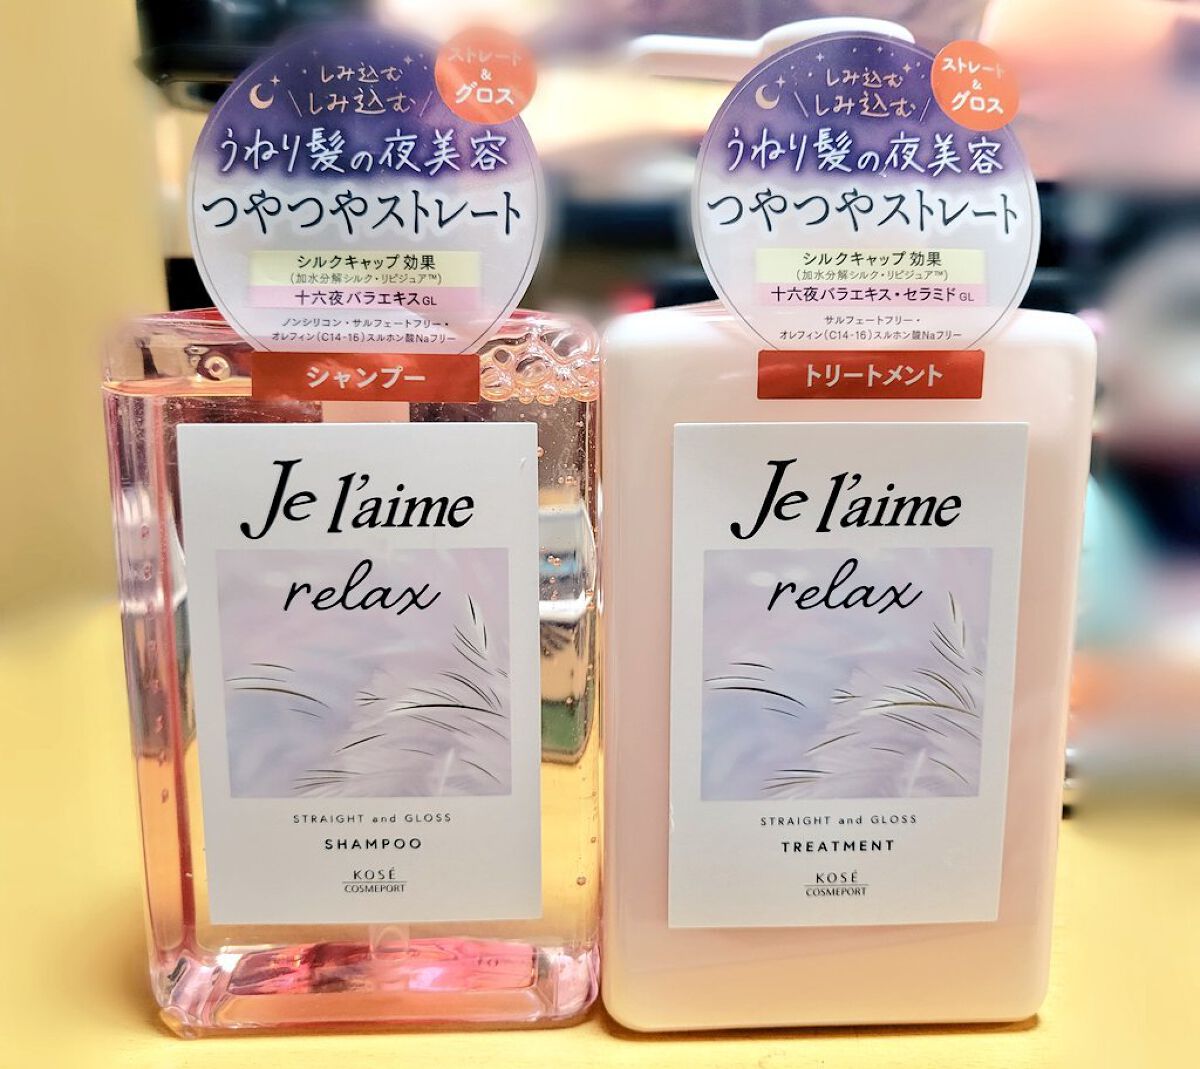 しみ込む
しみ込む
ストレート
&
グロス
うねり髪の夜美容
つやつやストレート
シルクキャップ効果
(加水分解シルク・リピジュア™)
十六夜バラエキスGL
ノンシリコン・サルフェートフリー・
オレフィン(C14-16)スルホン酸Naフリー
シャンプー
Je l'aime
relax
STRAIGHT and GLOSS
SHAMPOO
KOSÉ
COSMEPORT
しみ込む
しみ込む
ストレート
&
グロス
うねり髪の夜美容
つやつやストレート
シルクキャップ効果
(加水分解シルク・リピジュア™)
十六夜バラエキス・セラミドGL
サルフェートフリー・
オレフィン(C14-16)スルホン酸Naフリー
トリートメント
Je l'aime
relax
STRAIGHT and GLOSS
TREATMENT
KOSÉ
COSMEPORT